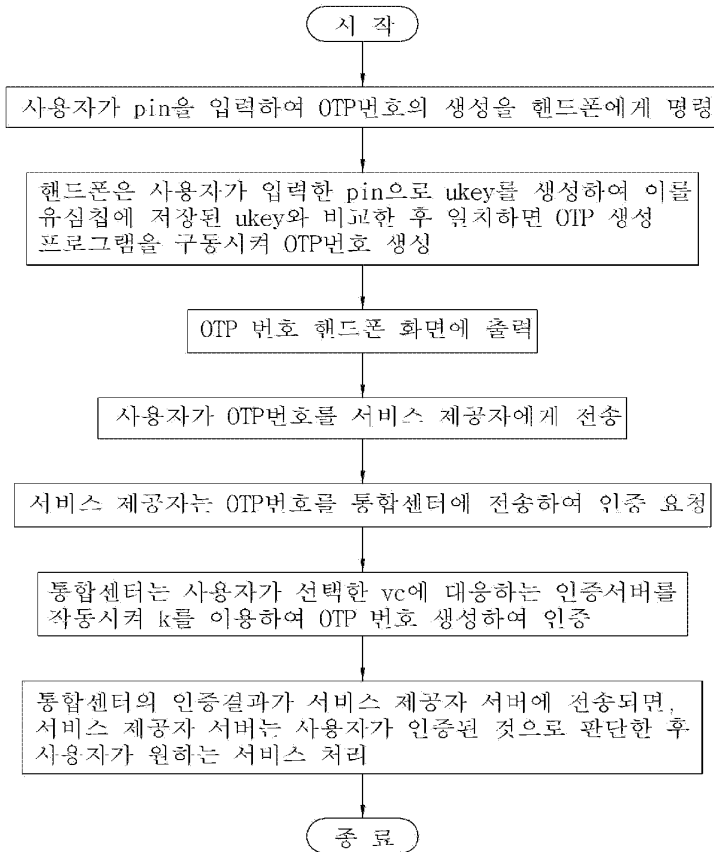 시 작
사용자가 pin을 입력하여 OTP번호의 생성을 핸드폰에게 명령
핸드폰은 사용자가 입력한 pin으로 ukey를 생성하여 이를
유심칩에 저장된 ukey와 비교한 후 일치하면 OTP 생성
프로그램을 구동시켜 OTP번호 생성
OTP 번호 핸드폰 화면에 출력
사용자가 OTP번호를 서비스 제공자에게 전송
서비스 제공자는 OTP번호를 통합센터에 전송하여 인증 요청
통합센터는 사용자가 선택한 vc에 대응하는 인증서버를
작동시켜 k를 이용하여 OTP 번호 생성하여 인증
통합센터의 인증결과가 서비스 제공자 서버에 전송되면,
서비스 제공자 서버는 사용자가 인증된 것으로 판단한 후
사용자가 원하는 서비스 처리
종 료